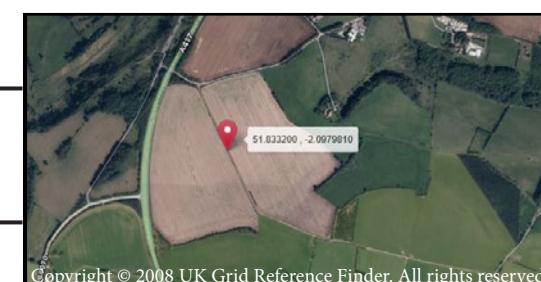 A417
51.833200 , -2.0979810
Copyright © 2008 UK Grid Reference Finder. All rights reserved